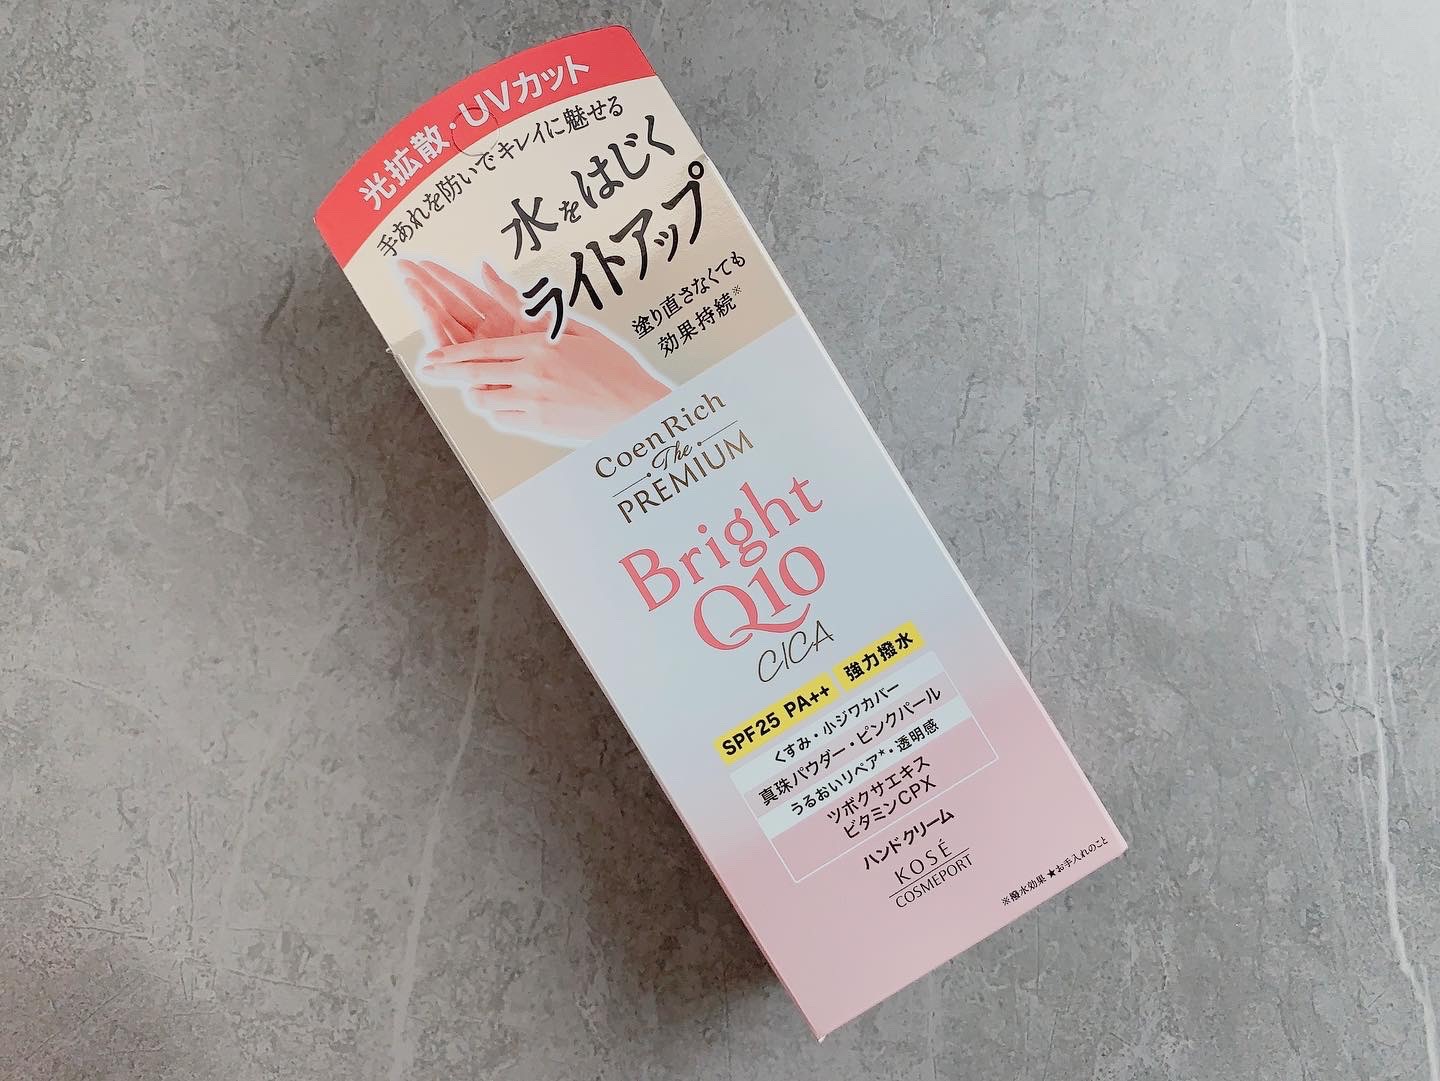 光拡散・UVカット
手あれを防いでキレイに魅せる
水をはじく
ライトアップ
塗り直さなくても
効果持続※
CoenRich
The
PREMIUM
Bright
Q10
CICA
SPF25 PA++ 強力撥水
くすみ・小ジワカバー
真珠パウダー・ピンクパール
うるおいリペア★・透明感
ツボクサエキス
ビタミンCPX
ハンドクリーム
KOSÉ
COSMEPORT
※撥水効果 ★お手入れのこと